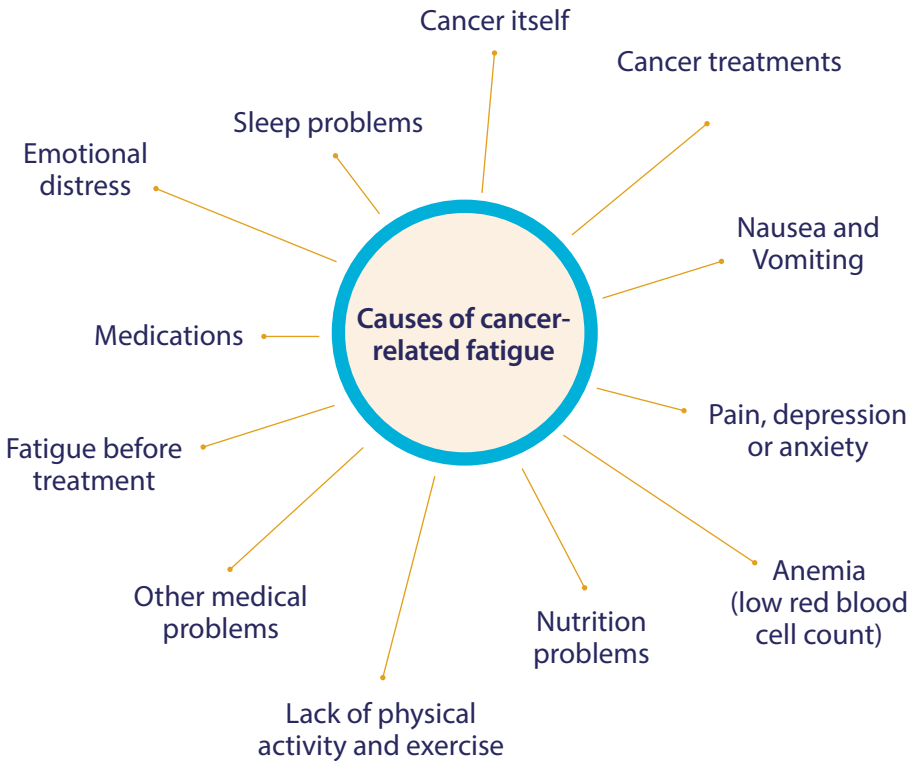 Cancer itself
Cancer treatments
Sleep problems
Emotional
distress
Nausea and
Vomiting
Causes of cancer-
related fatigue
Medications
Pain, depression
or anxiety
Fatigue before
treatment
Anemia
(low red blood
cell count)
Other medical
problems
Nutrition
problems
Lack of physical
activity and exercise